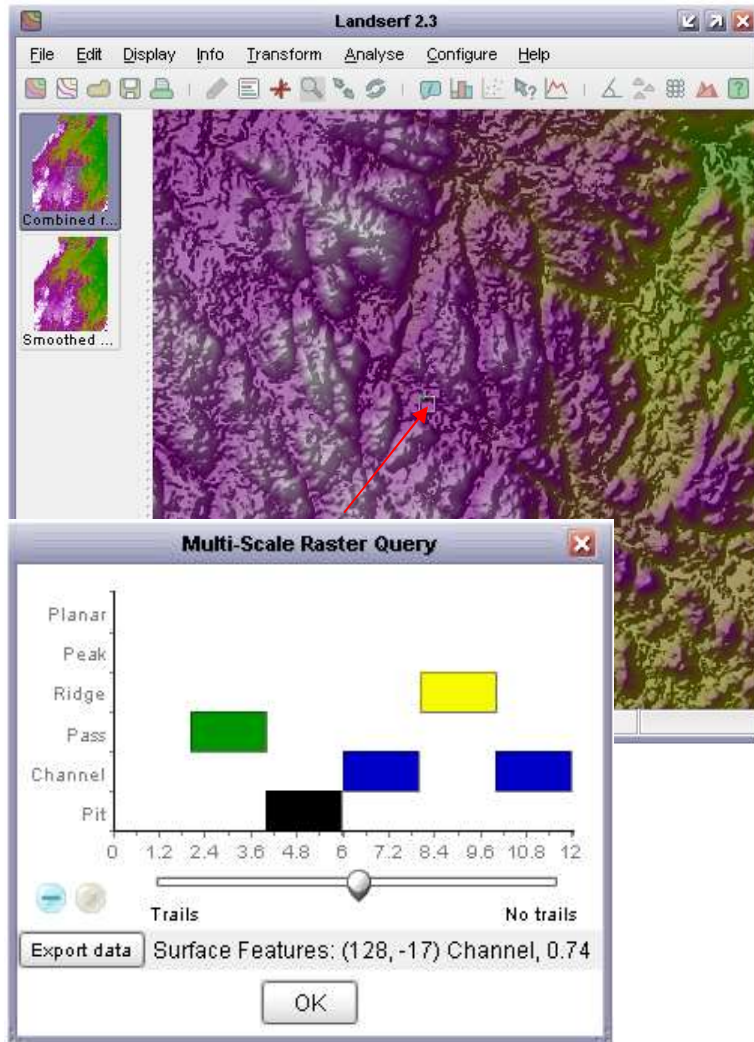 Landserf 2.3
File Edit Display Info Transform Analyse Configure Help
Combined r...
Smoothed ...
Multi-Scale Raster Query
Planar
Peak
Ridge
Pass
Channel
Pit
0 1.2 2.4 3.6 4.8 6 7.2 8.4 9.6 10.8 12
Trails No trails
Export data Surface Features: (128, -17) Channel, 0.74
OK